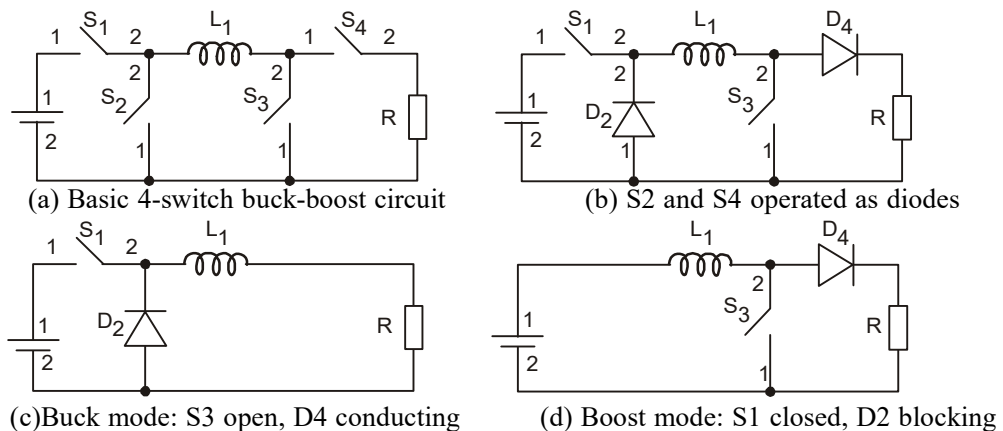 S1
L1
S4
1
2
1
2
2
2
S2
S3
1
2
R
1
1
(a) Basic 4-switch buck-boost circuit
S1
L1
D4
1
2
2
D2
S3
1
2
R
1
1
(b) S2 and S4 operated as diodes
S1
L1
1
2
D2
1
2
R
(c)Buck mode: S3 open, D4 conducting
L1
D4
2
S3
1
2
R
1
(d) Boost mode: S1 closed, D2 blocking